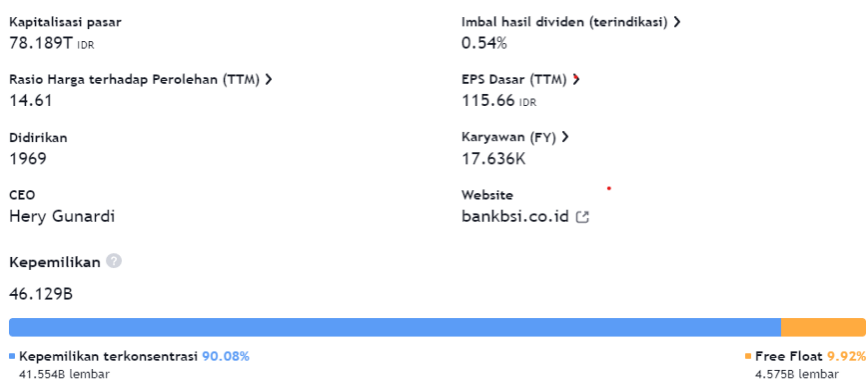 Kapitalisasi pasar
78.189T IDR
Imbal hasil dividen (terindikasi)
0.54%
Rasio Harga terhadap Perolehan (TTM)
14.61
EPS Dasar (TTM)
115.66 IDR
Didirikan
1969
Karyawan (FY)
17.636K
CEO
Hery Gunardi
Website
bankbsi.co.id
Kepemilikan ?
46.129B
Kepemilikan terkonsentrasi 90.08%
41.554B lembar
Free Float 9.92%
4.575B lembar